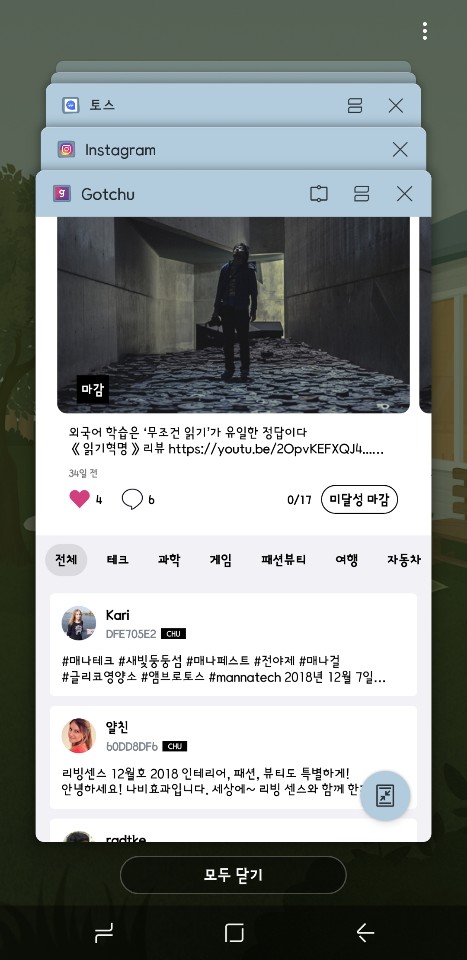 토스
Instagram
Gotchu
마감
외국어 학습은 '무조건 읽기'가 유일한 정답이다
《 읽기혁명 》 리뷰 https://youtu.be/2OpvKEFXQJ4......
34일 전
4 6 0/17 미달성 마감
전체 테크 과학 게임 패션뷰티 여행 자동차
Kari
DFE705E2 CHU
#매나테크 #새빛둥둥섬 #매나페스트 #전야제 #매나걸
#글리코영양소 #앰브로토스 #mannatech 2018년 12월 7일...
얄친
60DD8DF6 CHU
리빙센스 12월호 2018 인테리어, 패션, 뷰티도 특별하게!
안녕하세요! 나비효과입니다. 세상에~ 리빙 센스와 함께 한
radtke
모두 닫기